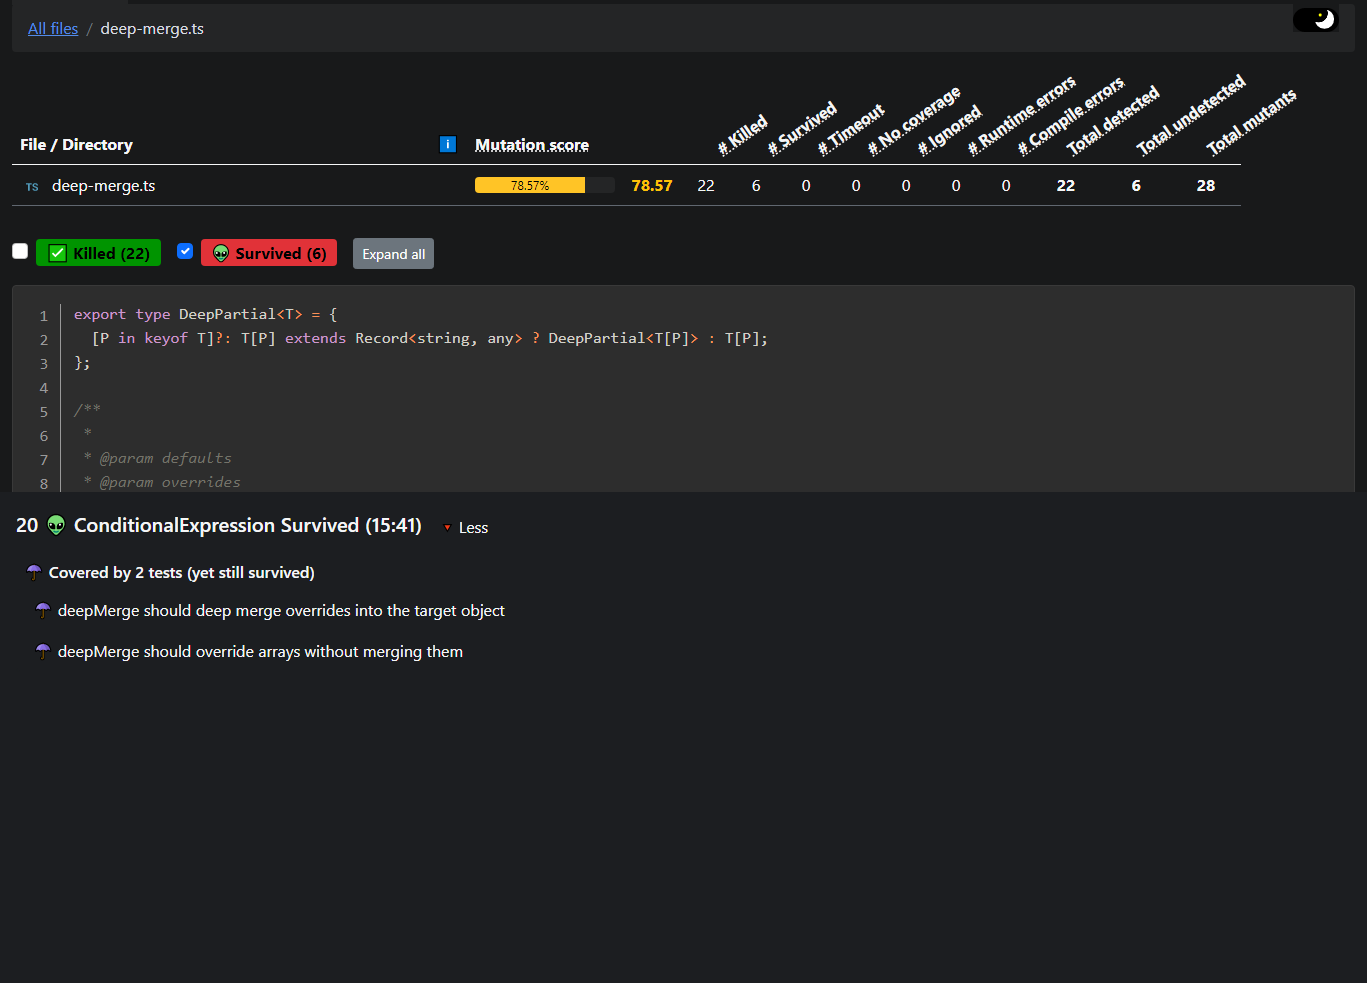 All files / deep-merge.ts
File / Directory
i
Mutation score
# Killed
# Survived
# Timeout
# No coverage
# Ignored
# Runtime errors
# Compile errors
Total detected
Total undetected
Total mutants
TS deep-merge.ts 78.57% 78.57 22 6 0 0 0 0 0 22 6 28
✅ Killed (22) 👽 Survived (6) Expand all
1 export type DeepPartial<T> = {
2   [P in keyof T]?: T[P] extends Record<string, any> ? DeepPartial<T[P]> : T[P];
3 };
4
5 /**
6  *
7  * @param defaults
8  * @param overrides
20 👽 ConditionalExpression Survived (15:41) 🔻 Less
☂️ Covered by 2 tests (yet still survived)
☂️ deepMerge should deep merge overrides into the target object
☂️ deepMerge should override arrays without merging them